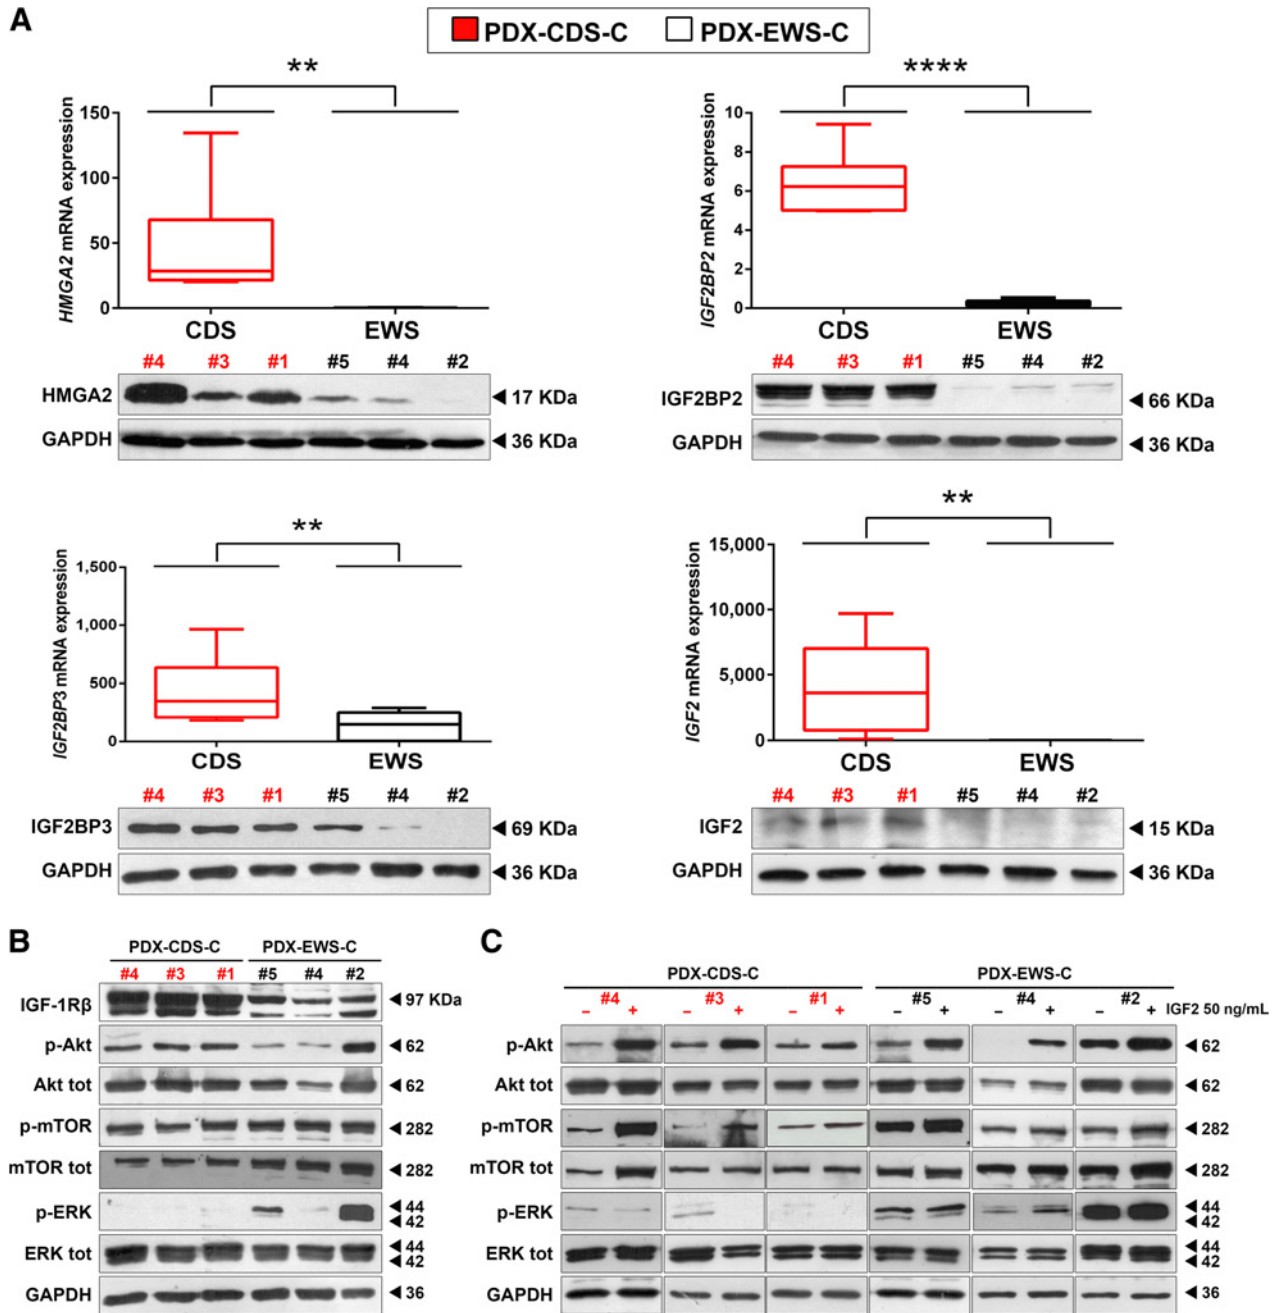 A
PDX-CDS-C PDX-EWS-C
** ****
HMGA2 mRNA expression
150
100
50
0
CDS EWS
#4 #3 #1 #5 #4 #2
HMGA2 17 KDa
GAPDH 36 KDa
IGF2BP2 mRNA expression
10
8
6
4
2
0
CDS EWS
#4 #3 #1 #5 #4 #2
IGF2BP2 66 KDa
GAPDH 36 KDa
**
IGF2BP3 mRNA expression
1,500
1,000
500
0
CDS EWS
#4 #3 #1 #5 #4 #2
IGF2BP3 69 KDa
GAPDH 36 KDa
**
IGF2 mRNA expression
15,000
10,000
5,000
0
CDS EWS
#4 #3 #1 #5 #4 #2
IGF2 15 KDa
GAPDH 36 KDa
B
PDX-CDS-C PDX-EWS-C
#4 #3 #1 #5 #4 #2
IGF-1Rβ 97 KDa
p-Akt 62
Akt tot 62
p-mTOR 282
mTOR tot 282
p-ERK 44
42
ERK tot 44
42
GAPDH 36
C
PDX-CDS-C PDX-EWS-C
#4 #3 #1 #5 #4 #2
– + – + – + – + – + – + IGF2 50 ng/mL
p-Akt 62
Akt tot 62
p-mTOR 282
mTOR tot 282
p-ERK 44
42
ERK tot 44
42
GAPDH 36